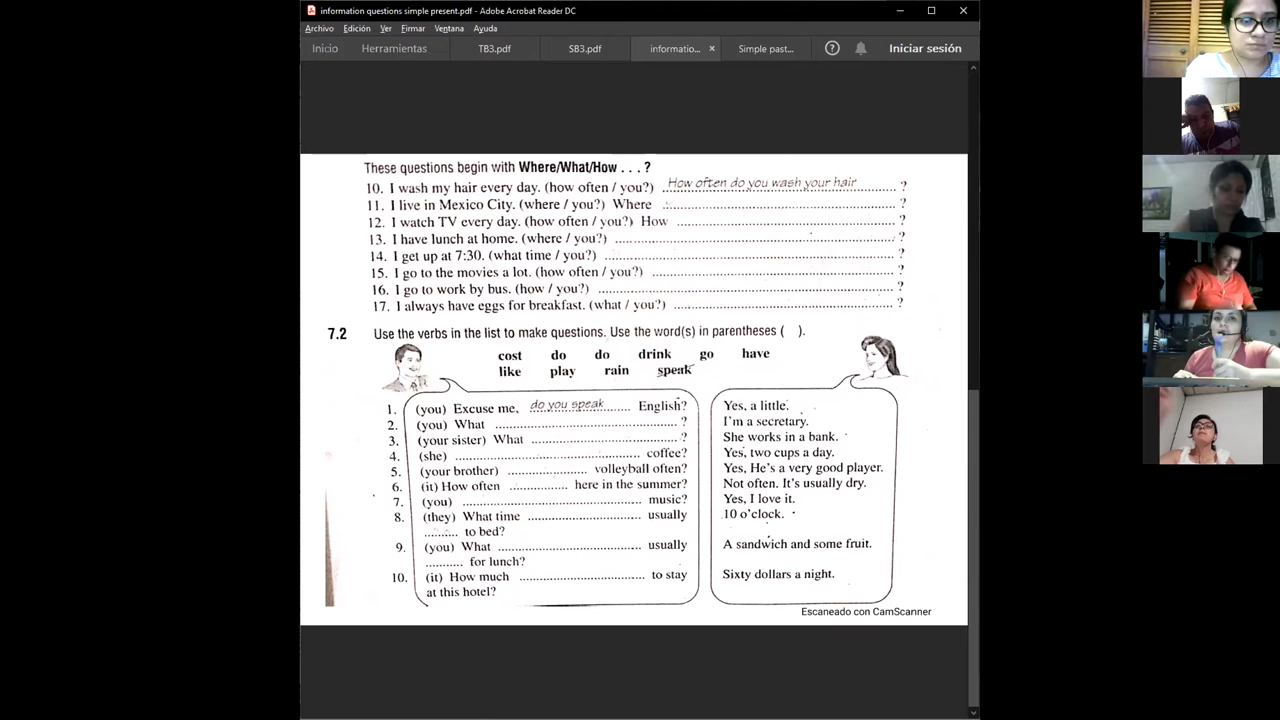 information questions simple present.pdf - Adobe Acrobat Reader DC
Archivo Edición Ver Firmar Ventana Ayuda
Inicio Herramientas TB3.pdf SB3.pdf informatio... Simple past... Iniciar sesión
These questions begin with Where/What/How . . . ?
10. I wash my hair every day. (how often / you?) How often do you wash your hair ?
11. I live in Mexico City. (where / you?) Where ?
12. I watch TV every day. (how often / you?) How ?
13. I have lunch at home. (where / you?) ?
14. I get up at 7:30. (what time / you?) ?
15. I go to the movies a lot. (how often / you?) ?
16. I go to work by bus. (how / you?) ?
17. I always have eggs for breakfast. (what / you?) ?
7.2 Use the verbs in the list to make questions. Use the word(s) in parentheses ( ).
cost do do drink go have
like play rain speak
1. (you) Excuse me, do you speak English? Yes, a little.
2. (you) What ? I'm a secretary.
3. (your sister) What ? She works in a bank.
4. (she) coffee? Yes, two cups a day.
5. (your brother) volleyball often? Yes, He's a very good player.
6. (it) How often here in the summer? Not often. It's usually dry.
7. (you) music? Yes, I love it.
8. (they) What time usually 10 o'clock.
to bed?
9. (you) What usually A sandwich and some fruit.
for lunch?
10. (it) How much to stay Sixty dollars a night.
at this hotel?
Escaneado con CamScanner